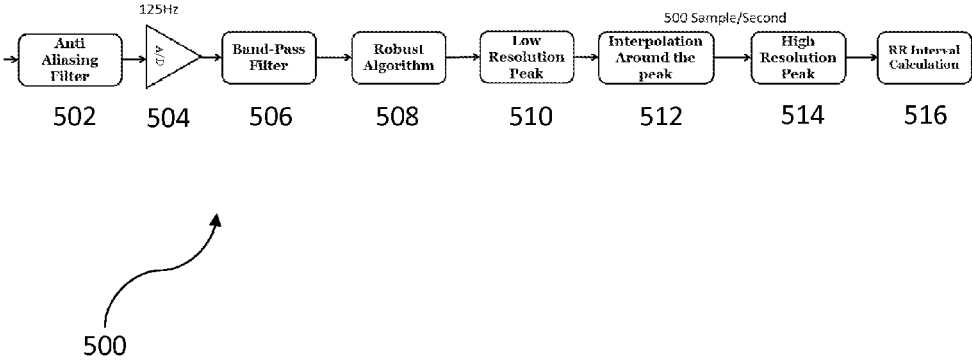 125Hz
500 Sample/Second
Anti
Aliasing
Filter
A/D
Band-Pass
Filter
Robust
Algorithm
Low
Resolution
Peak
Interpolation
Around the
peak
High
Resolution
Peak
RR Interval
Calculation
502
504
506
508
510
512
514
516
500